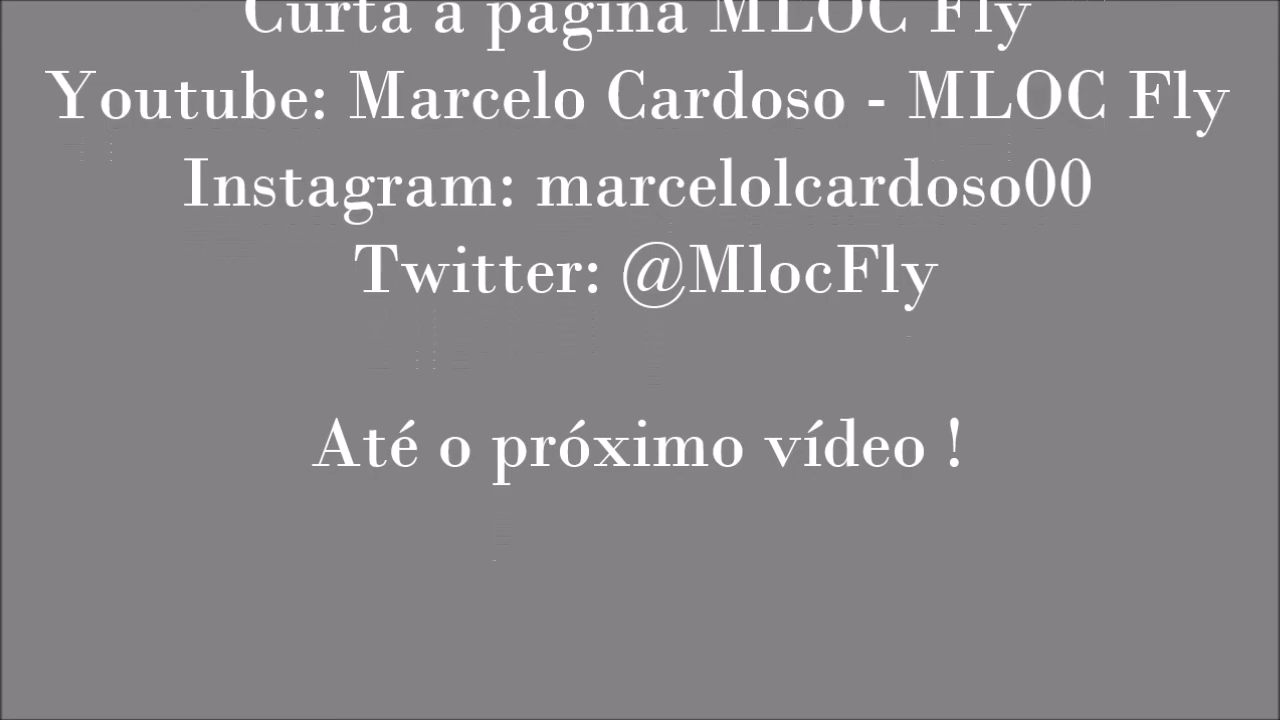 Curta a página MLOC Fly
Youtube: Marcelo Cardoso - MLOC Fly
Instagram: marcelolcardoso00
Twitter: @MlocFly
Até o próximo vídeo !